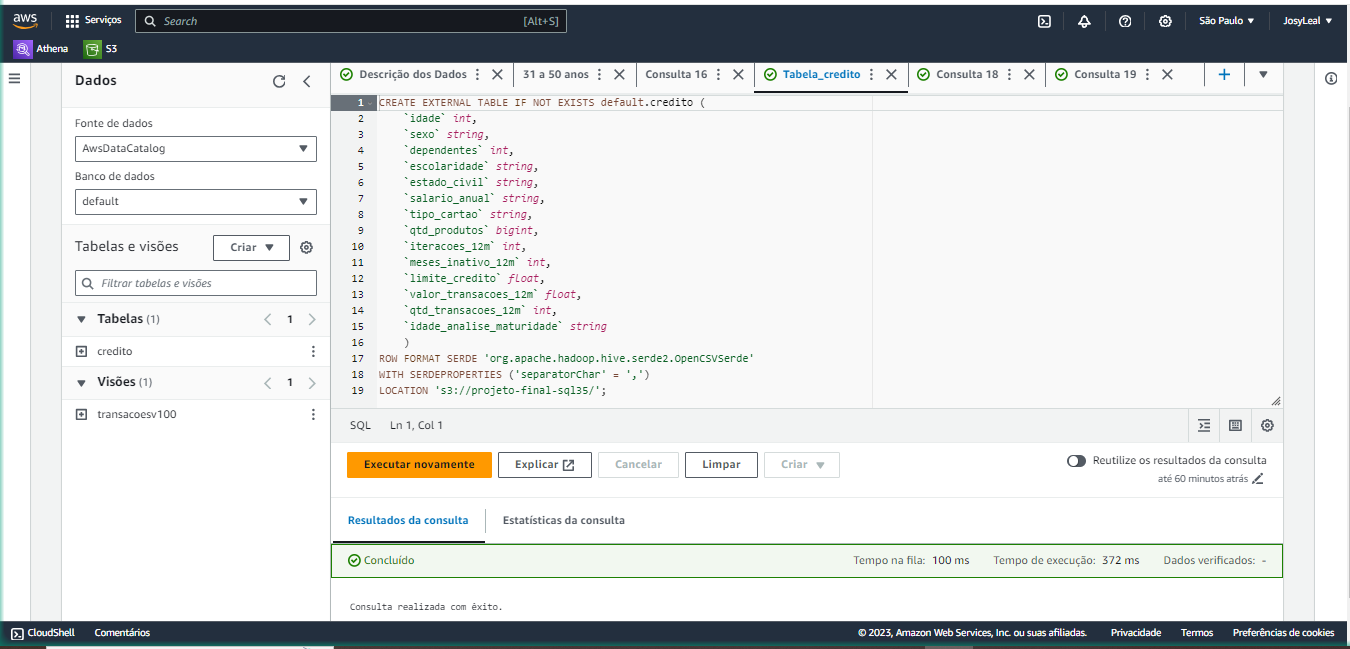 aws Serviços Search [Alt+S] São Paulo JosyLeal
Athena S3
Dados
Fonte de dados
AwsDataCatalog
Banco de dados
default
Tabelas e visões Criar
Filtrar tabelas e visões
Tabelas (1) 1
credito
Visões (1) 1
transacoesv100
Descrição dos Dados 31 a 50 anos Consulta 16 Tabela_credito Consulta 18 Consulta 19
1 CREATE EXTERNAL TABLE IF NOT EXISTS default.credito (
2 `idade` int,
3 `sexo` string,
4 `dependentes` int,
5 `escolaridade` string,
6 `estado_civil` string,
7 `salario_anual` string,
8 `tipo_cartao` string,
9 `qtd_produtos` bigint,
10 `iteracoes_12m` int,
11 `meses_inativo_12m` int,
12 `limite_credito` float,
13 `valor_transacoes_12m` float,
14 `qtd_transacoes_12m` int,
15 `idade_analise_maturidade` string
16 )
17 ROW FORMAT SERDE 'org.apache.hadoop.hive.serde2.OpenCSVSerde'
18 WITH SERDEPROPERTIES ('separatorChar' = ',')
19 LOCATION 's3://projeto-final-sql35/';
SQL Ln 1, Col 1
Executar novamente Explicar Cancelar Limpar Criar Reutilize os resultados da consulta
até 60 minutos atrás
Resultados da consulta Estatísticas da consulta
Concluído Tempo na fila: 100 ms Tempo de execução: 372 ms Dados verificados: -
Consulta realizada com êxito.
CloudShell Comentários © 2023, Amazon Web Services, Inc. ou suas afiliadas. Privacidade Termos Preferências de cookies